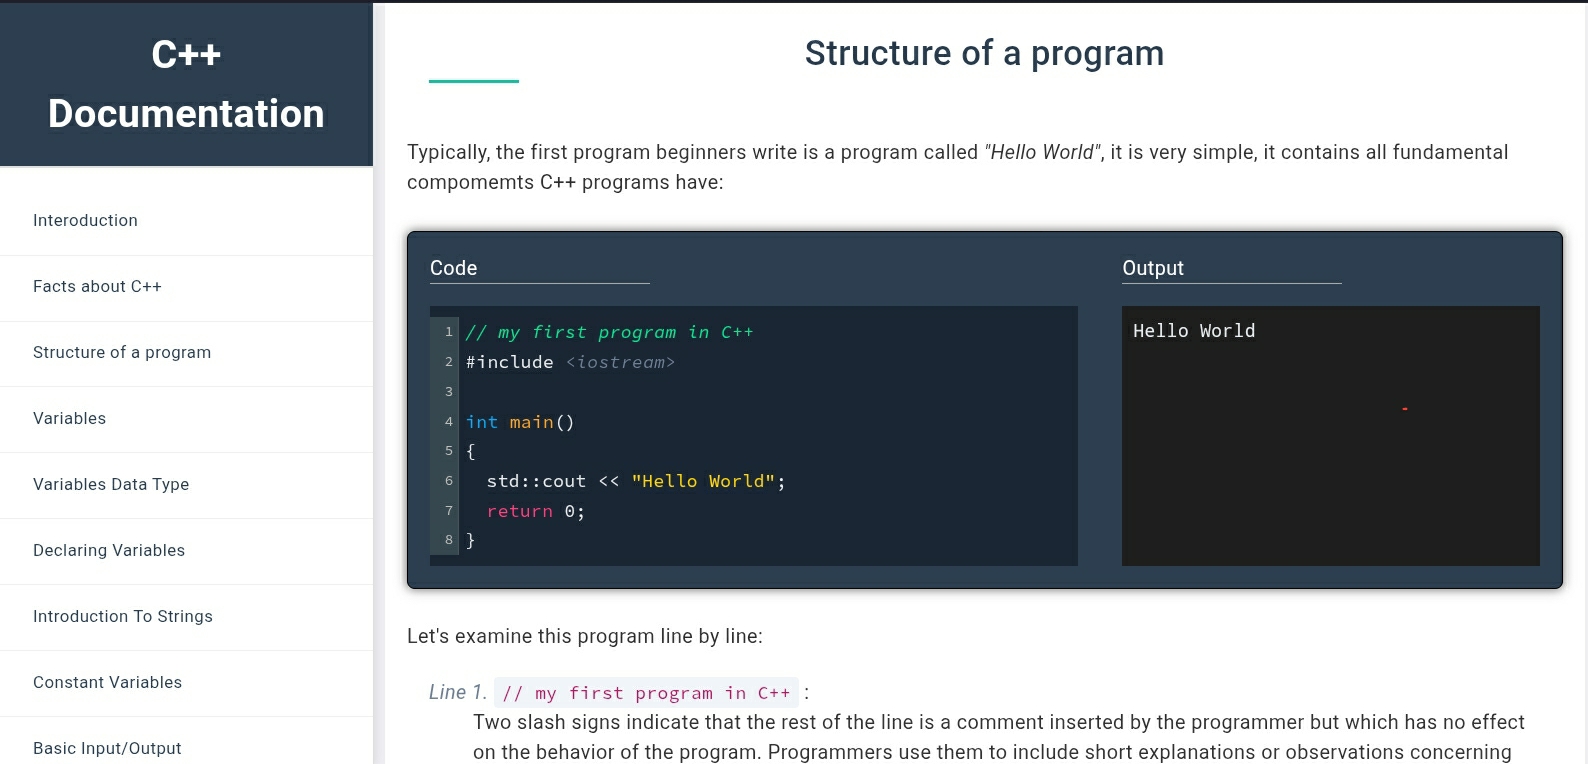 C++
Documentation
Interoduction
Facts about C++
Structure of a program
Variables
Variables Data Type
Declaring Variables
Introduction To Strings
Constant Variables
Basic Input/Output
Structure of a program
Typically, the first program beginners write is a program called "Hello World", it is very simple, it contains all fundamental
compomemts C++ programs have:
Code
1 // my first program in C++
2 #include <iostream>
3
4 int main()
5 {
6 std::cout << "Hello World";
7 return 0;
8 }
Output
Hello World
Let's examine this program line by line:
Line 1. // my first program in C++ :
Two slash signs indicate that the rest of the line is a comment inserted by the programmer but which has no effect
on the behavior of the program. Programmers use them to include short explanations or observations concerning